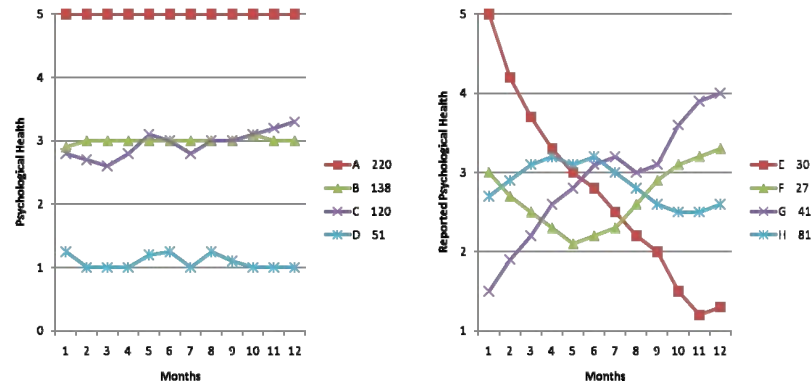 5
4
3
2
1
0
Psychological Health
1 2 3 4 5 6 7 8 9 10 11 12
Months
A 220
B 138
C 120
D 51
5
4
3
2
1
Reported Psychological Health
1 2 3 4 5 6 7 8 9 10 11 12
Months
E 30
F 27
G 41
H 81